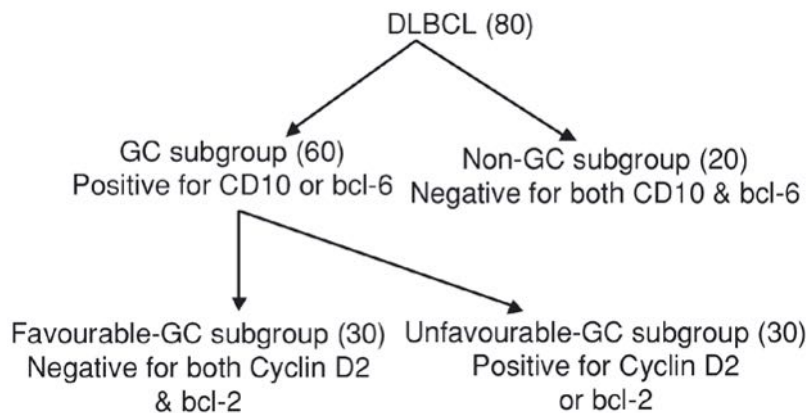 DLBCL (80)
GC subgroup (60)
Positive for CD10 or bcl-6
Non-GC subgroup (20)
Negative for both CD10 & bcl-6
Favourable-GC subgroup (30)
Negative for both Cyclin D2
& bcl-2
Unfavourable-GC subgroup (30)
Positive for Cyclin D2
or bcl-2